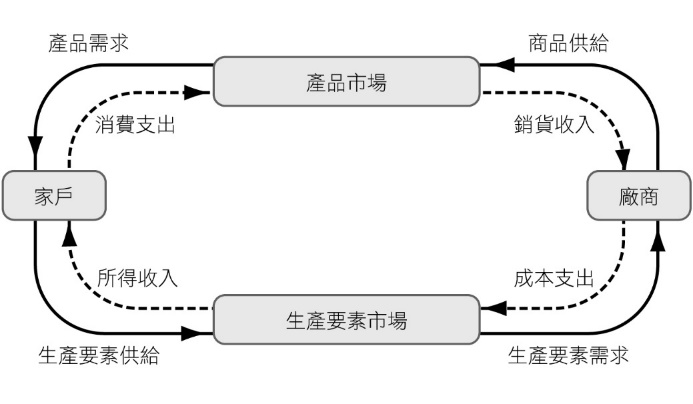 產品需求
商品供給
產品市場
消費支出
銷貨收入
家戶
廠商
所得收入
成本支出
生產要素市場
生產要素供給
生產要素需求